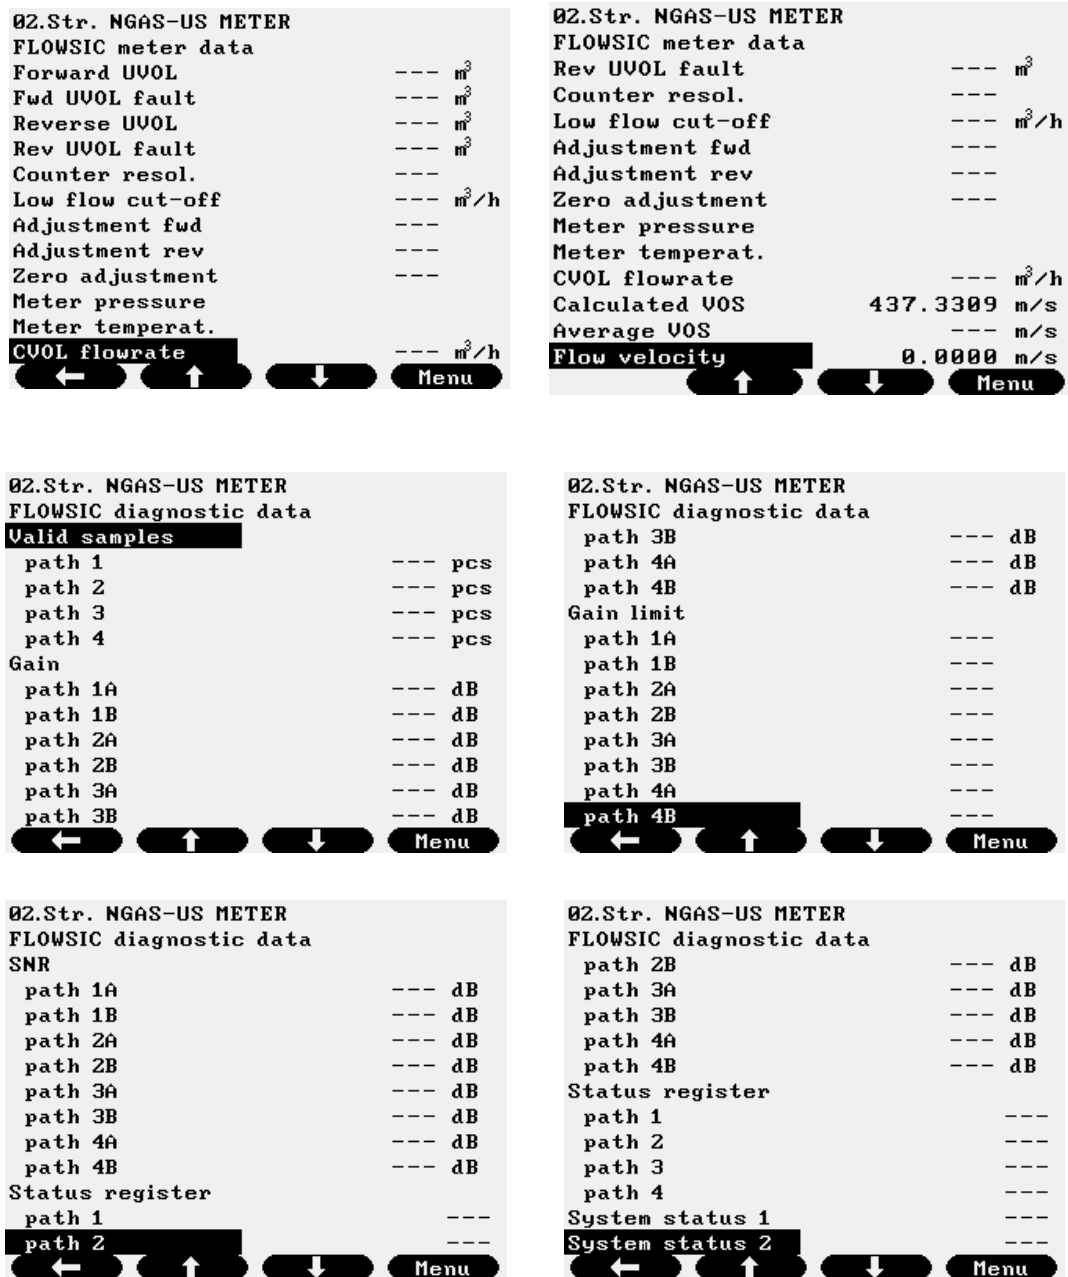 02.Str. NGAS-US METER
FLOWSIC meter data
Forward UVOL --- m³
Fwd UVOL fault --- m³
Reverse UVOL --- m³
Rev UVOL fault --- m³
Counter resol. ---
Low flow cut-off --- m³/h
Adjustment fwd ---
Adjustment rev ---
Zero adjustment ---
Meter pressure
Meter temperat.
CVOL flowrate --- m³/h
← ↑ ↓ Menu
02.Str. NGAS-US METER
FLOWSIC meter data
Rev UVOL fault --- m³
Counter resol. ---
Low flow cut-off --- m³/h
Adjustment fwd ---
Adjustment rev ---
Zero adjustment ---
Meter pressure
Meter temperat.
CVOL flowrate --- m³/h
Calculated VOS 437.3309 m/s
Average VOS --- m/s
Flow velocity 0.0000 m/s
↑ ↓ Menu
02.Str. NGAS-US METER
FLOWSIC diagnostic data
Valid samples
path 1 --- pcs
path 2 --- pcs
path 3 --- pcs
path 4 --- pcs
Gain
path 1A --- dB
path 1B --- dB
path 2A --- dB
path 2B --- dB
path 3A --- dB
path 3B --- dB
← ↑ ↓ Menu
02.Str. NGAS-US METER
FLOWSIC diagnostic data
path 3B --- dB
path 4A --- dB
path 4B --- dB
Gain limit
path 1A ---
path 1B ---
path 2A ---
path 2B ---
path 3A ---
path 3B ---
path 4A ---
path 4B ---
← ↑ ↓ Menu
02.Str. NGAS-US METER
FLOWSIC diagnostic data
SNR
path 1A --- dB
path 1B --- dB
path 2A --- dB
path 2B --- dB
path 3A --- dB
path 3B --- dB
path 4A --- dB
path 4B --- dB
Status register
path 1 ---
path 2 ---
← ↑ ↓ Menu
02.Str. NGAS-US METER
FLOWSIC diagnostic data
path 2B --- dB
path 3A --- dB
path 3B --- dB
path 4A --- dB
path 4B --- dB
Status register
path 1 ---
path 2 ---
path 3 ---
path 4 ---
System status 1 ---
System status 2 ---
← ↑ ↓ Menu